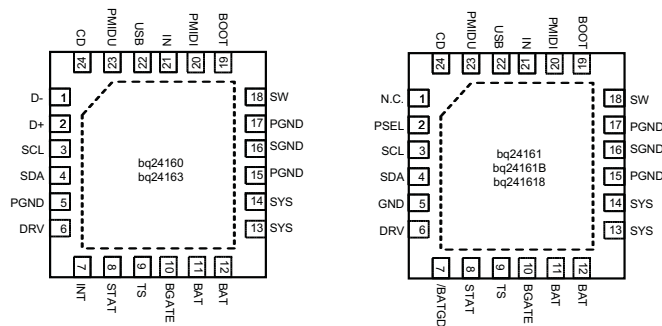 CD PMIDU USB IN PMIDI BOOT
24 23 22 21 20 19
D- 1 18 SW
D+ 2 17 PGND
SCL 3 16 SGND
SDA 4 15 PGND
PGND 5 14 SYS
DRV 6 13 SYS
bq24160
bq24163
7 8 9 10 11 12
INT STAT TS BGATE BAT BAT
CD PMIDU USB IN PMIDI BOOT
24 23 22 21 20 19
N.C. 1 18 SW
PSEL 2 17 PGND
SCL 3 16 SGND
SDA 4 15 PGND
GND 5 14 SYS
DRV 6 13 SYS
bq24161
bq24161B
bq241618
7 8 9 10 11 12
/BATGD STAT TS BGATE BAT BAT